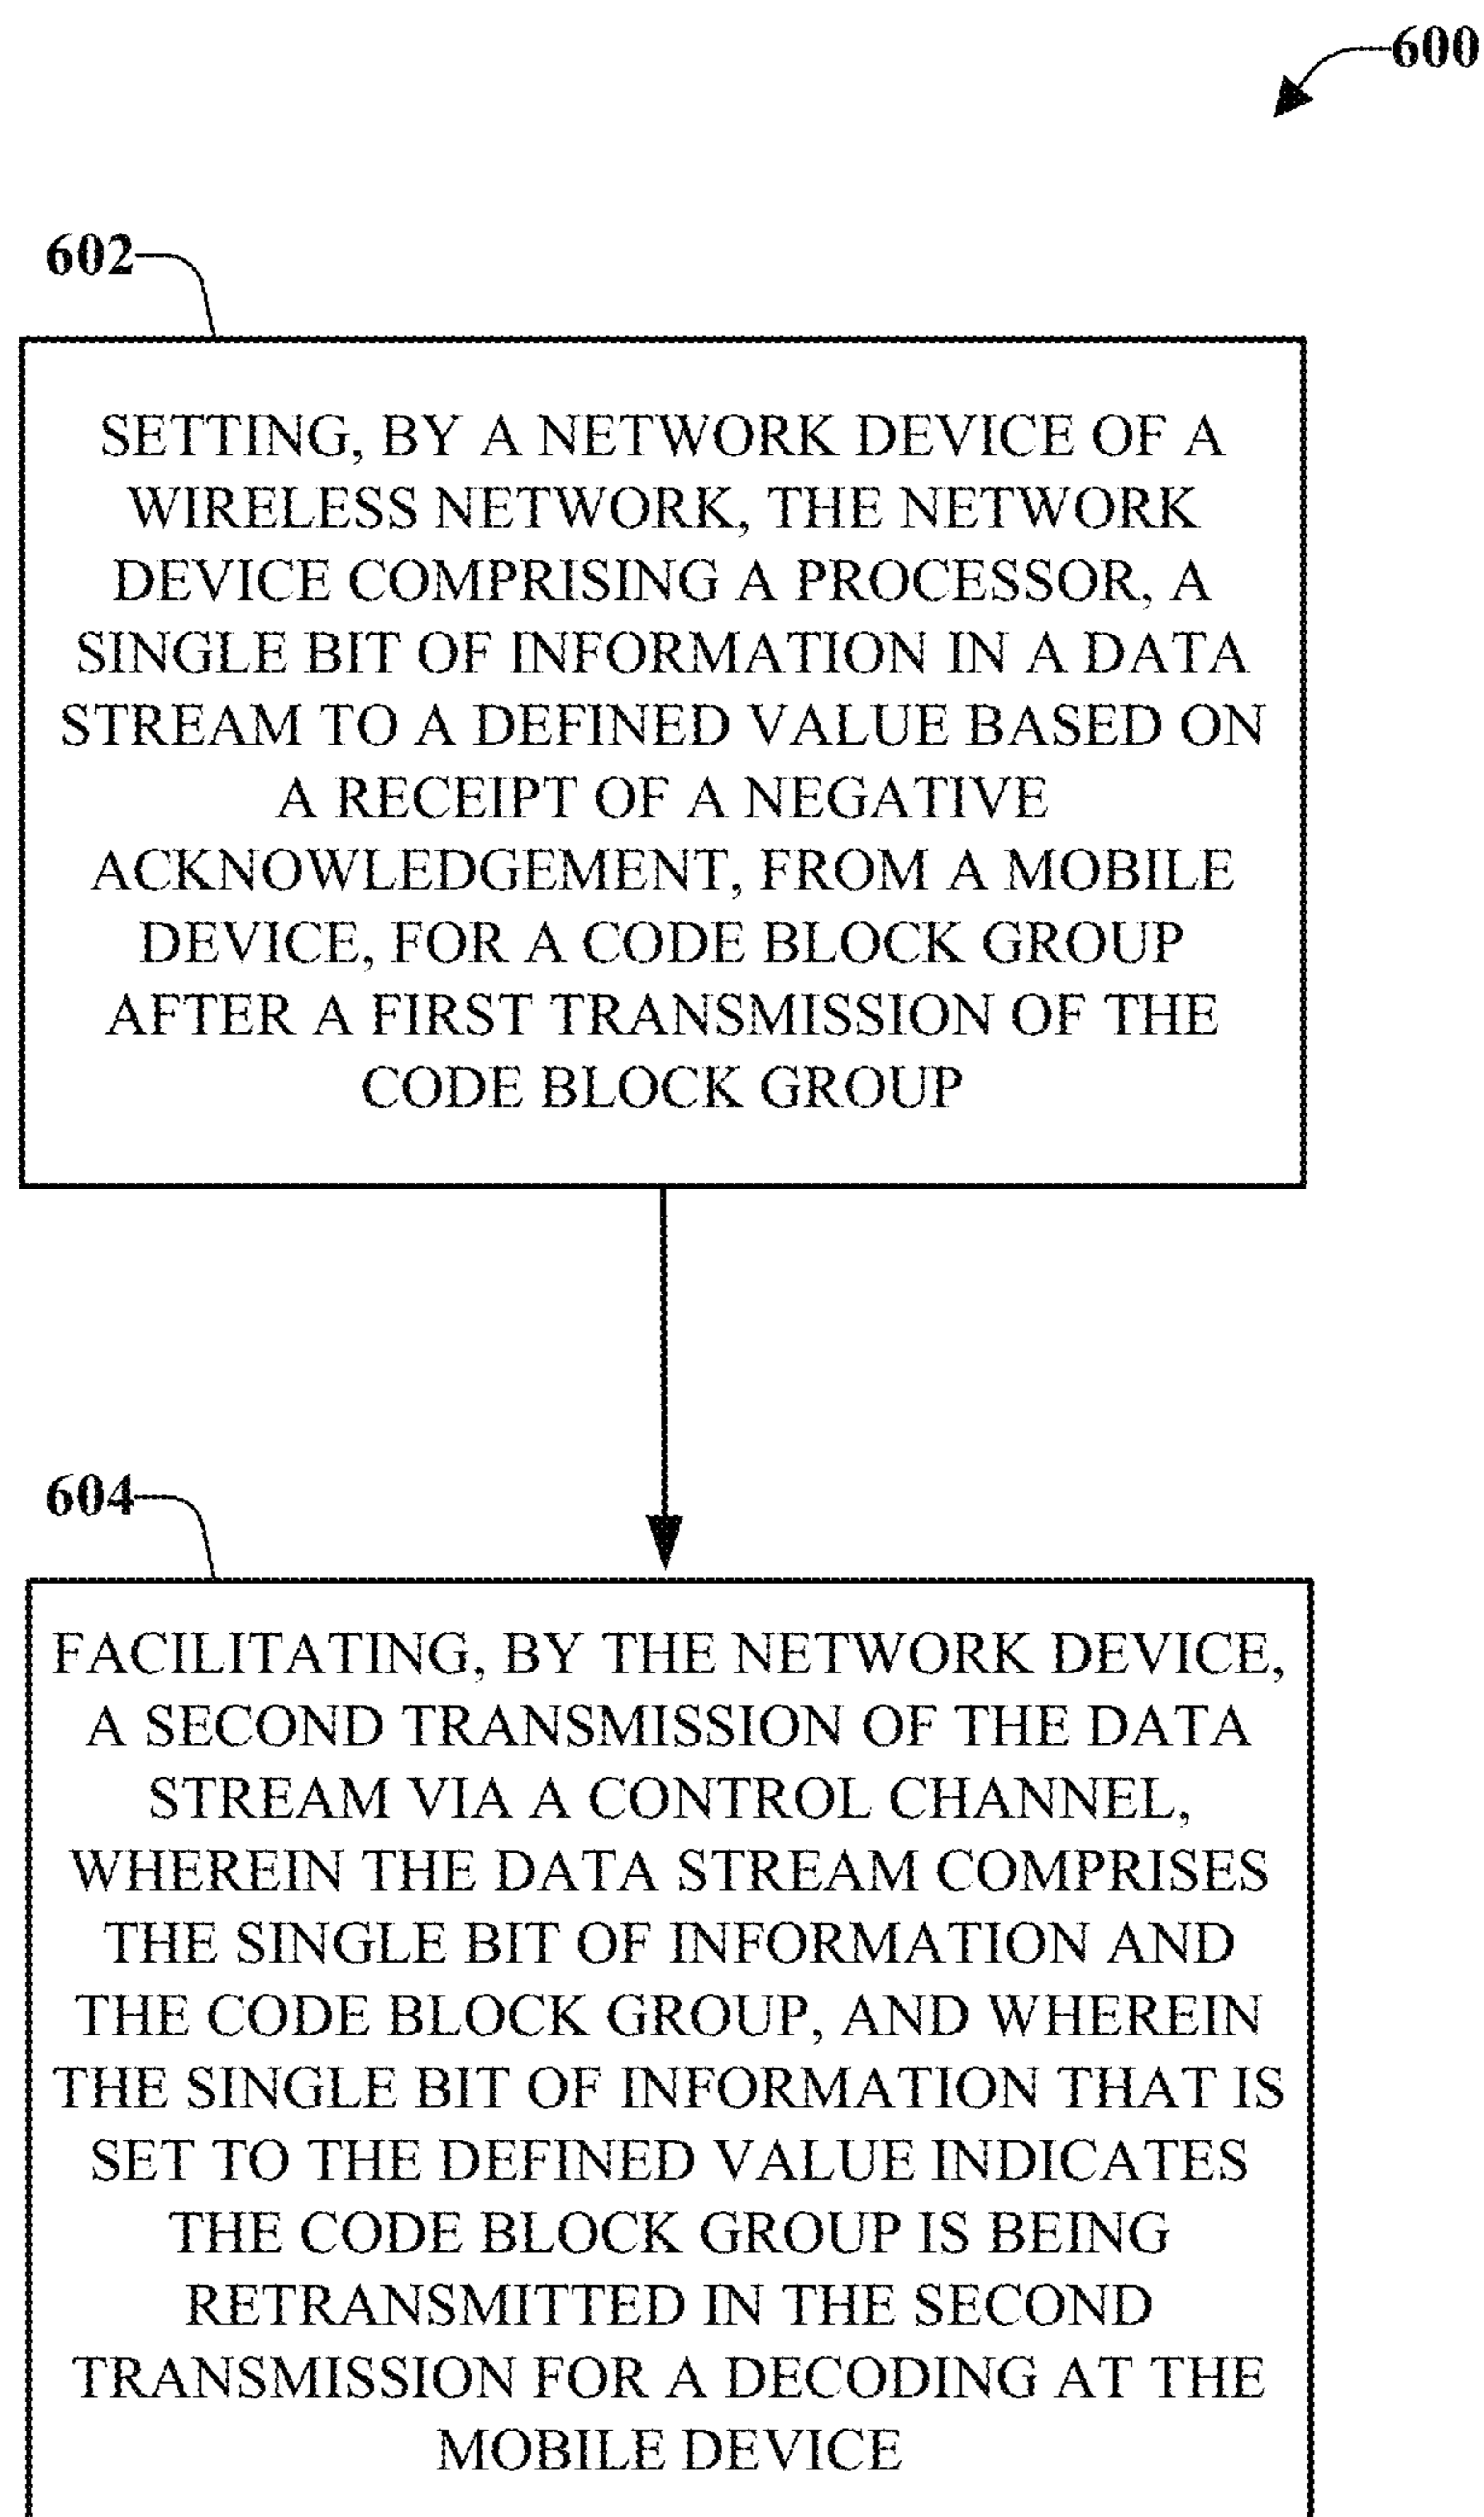 600
602
SETTING, BY A NETWORK DEVICE OF A
WIRELESS NETWORK, THE NETWORK
DEVICE COMPRISING A PROCESSOR, A
SINGLE BIT OF INFORMATION IN A DATA
STREAM TO A DEFINED VALUE BASED ON
A RECEIPT OF A NEGATIVE
ACKNOWLEDGEMENT, FROM A MOBILE
DEVICE, FOR A CODE BLOCK GROUP
AFTER A FIRST TRANSMISSION OF THE
CODE BLOCK GROUP
604
FACILITATING, BY THE NETWORK DEVICE,
A SECOND TRANSMISSION OF THE DATA
STREAM VIA A CONTROL CHANNEL,
WHEREIN THE DATA STREAM COMPRISES
THE SINGLE BIT OF INFORMATION AND
THE CODE BLOCK GROUP, AND WHEREIN
THE SINGLE BIT OF INFORMATION THAT IS
SET TO THE DEFINED VALUE INDICATES
THE CODE BLOCK GROUP IS BEING
RETRANSMITTED IN THE SECOND
TRANSMISSION FOR A DECODING AT THE
MOBILE DEVICE